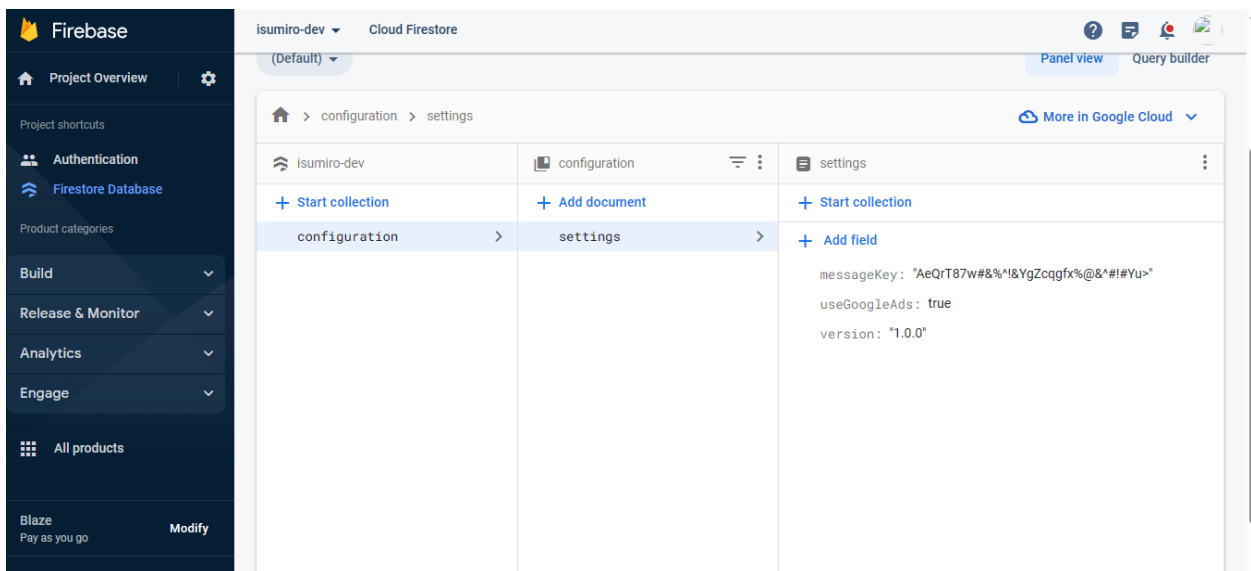 Firebase
isumiro-dev
Cloud Firestore
Project Overview
(Default)
Panel view
Query builder
Project shortcuts
Authentication
Firestore Database
Product categories
Build
Release & Monitor
Analytics
Engage
All products
Blaze
Pay as you go
Modify
configuration > settings
More in Google Cloud
isumiro-dev
configuration
settings
+ Start collection
+ Add document
+ Start collection
configuration
settings
+ Add field
messageKey: "AeQrT87w#&%^!&YgZcqgfx%@&^#!#Yu>"
useGoogleAds: true
version: "1.0.0"